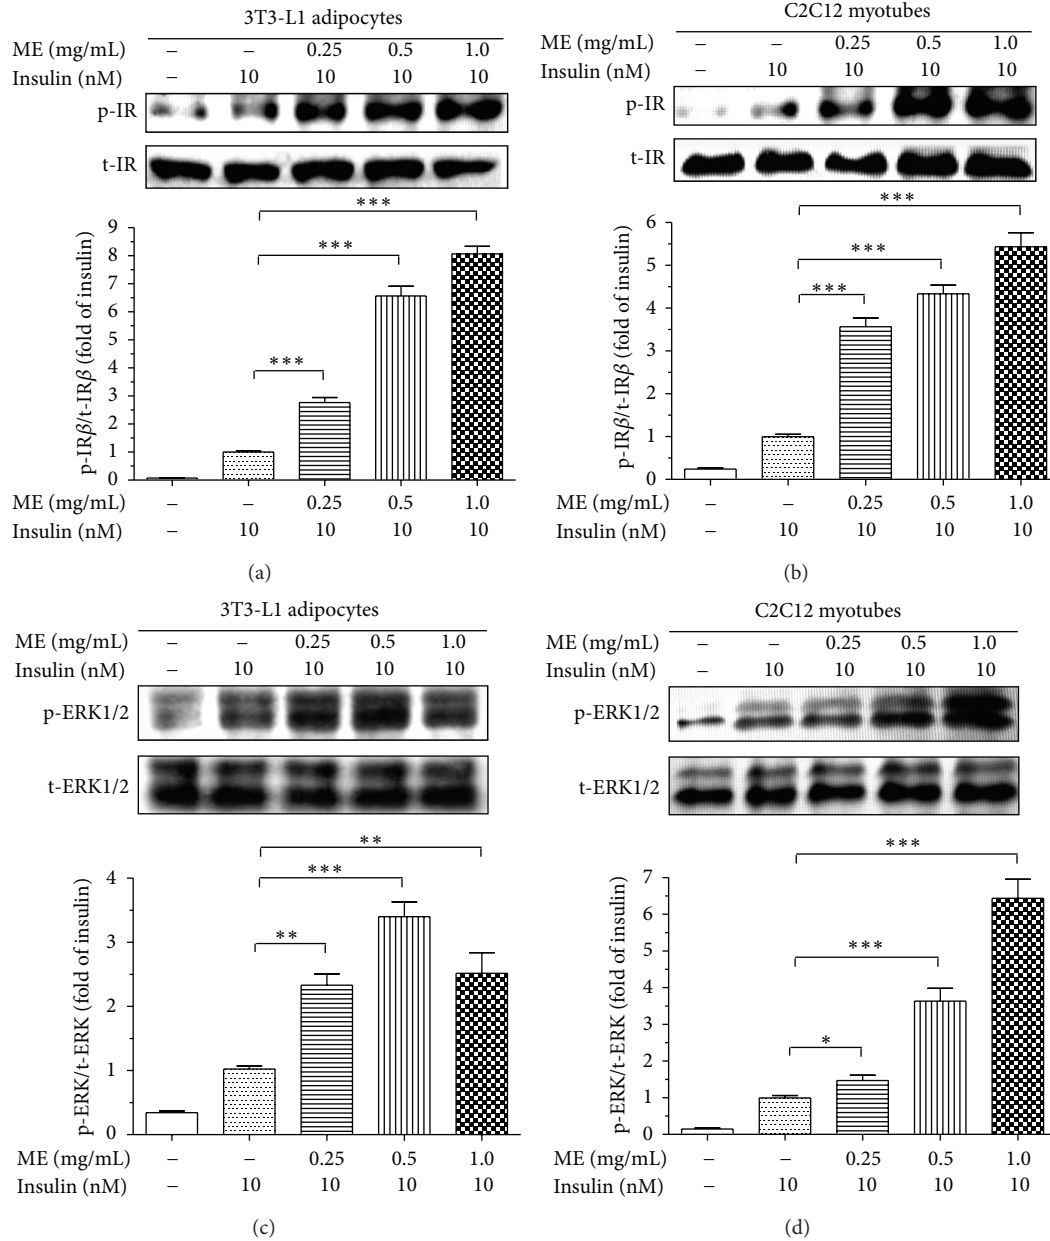 3T3-L1 adipocytes
ME (mg/mL) – – 0.25 0.5 1.0
Insulin (nM) – 10 10 10 10
p-IR
t-IR
***
***
***
p-IRβ/t-IRβ (fold of insulin)
9
8
7
6
5
4
3
2
1
0
ME (mg/mL) – – 0.25 0.5 1.0
Insulin (nM) – 10 10 10 10
(a)
C2C12 myotubes
ME (mg/mL) – – 0.25 0.5 1.0
Insulin (nM) – 10 10 10 10
p-IR
t-IR
***
***
***
p-IRβ/t-IRβ (fold of insulin)
6
5
4
3
2
1
0
ME (mg/mL) – – 0.25 0.5 1.0
Insulin (nM) – 10 10 10 10
(b)
3T3-L1 adipocytes
ME (mg/mL) – – 0.25 0.5 1.0
Insulin (nM) – 10 10 10 10
p-ERK1/2
t-ERK1/2
**
***
**
p-ERK/t-ERK (fold of insulin)
4
3
2
1
0
ME (mg/mL) – – 0.25 0.5 1.0
Insulin (nM) – 10 10 10 10
(c)
C2C12 myotubes
ME (mg/mL) – – 0.25 0.5 1.0
Insulin (nM) – 10 10 10 10
p-ERK1/2
t-ERK1/2
***
***
*
p-ERK/t-ERK (fold of insulin)
7
6
5
4
3
2
1
0
ME (mg/mL) – – 0.25 0.5 1.0
Insulin (nM) – 10 10 10 10
(d)